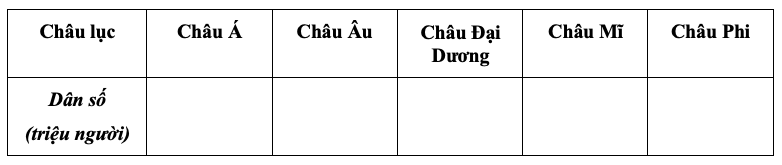 Châu lục
Châu Á
Châu Âu
Châu Đại
Dương
Châu Mĩ
Châu Phi
Dân số
(triệu người)